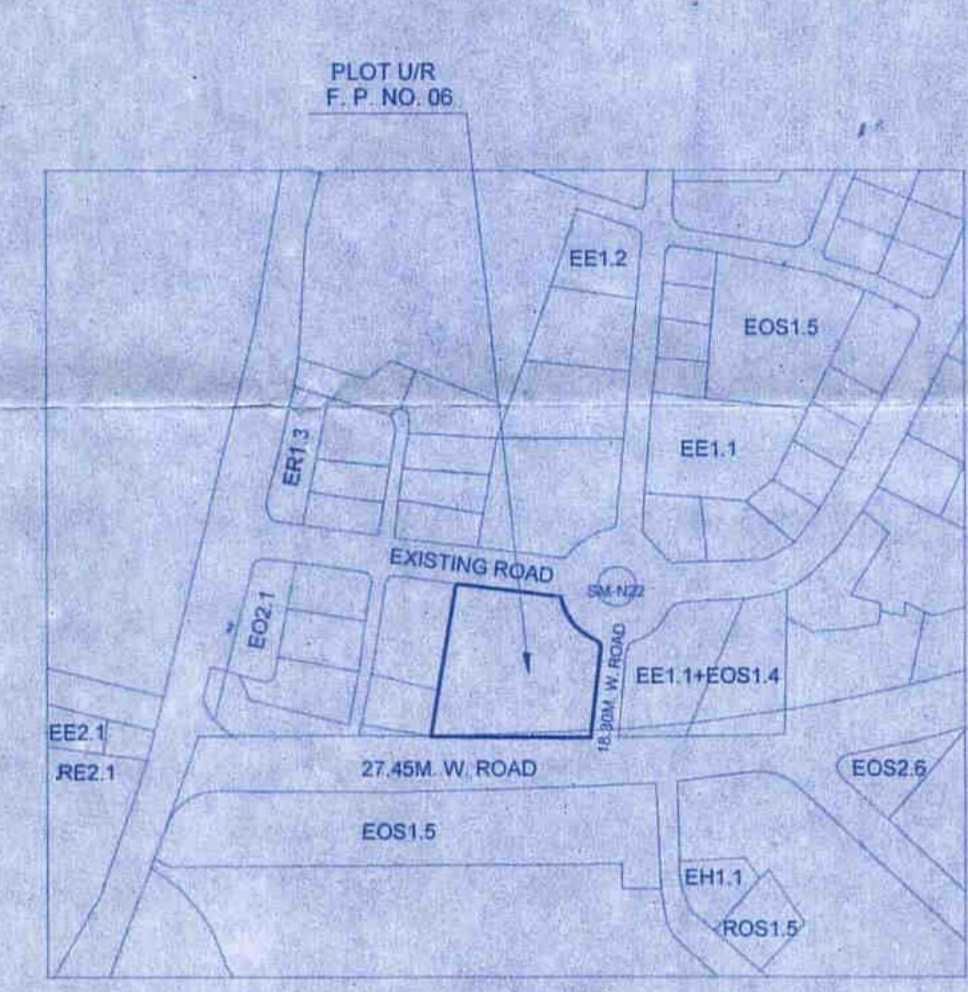 PLOT U/R
F. P. NO. 06
EE1.2
EOS1.5
ER1.3
EE1.1
EXISTING ROAD
SM-N22
EO2.1
18.30M. W. ROAD
EE1.1+EOS1.4
EE2.1
RE2.1
27.45M. W. ROAD
EOS2.6
EOS1.5
EH1.1
ROS1.5